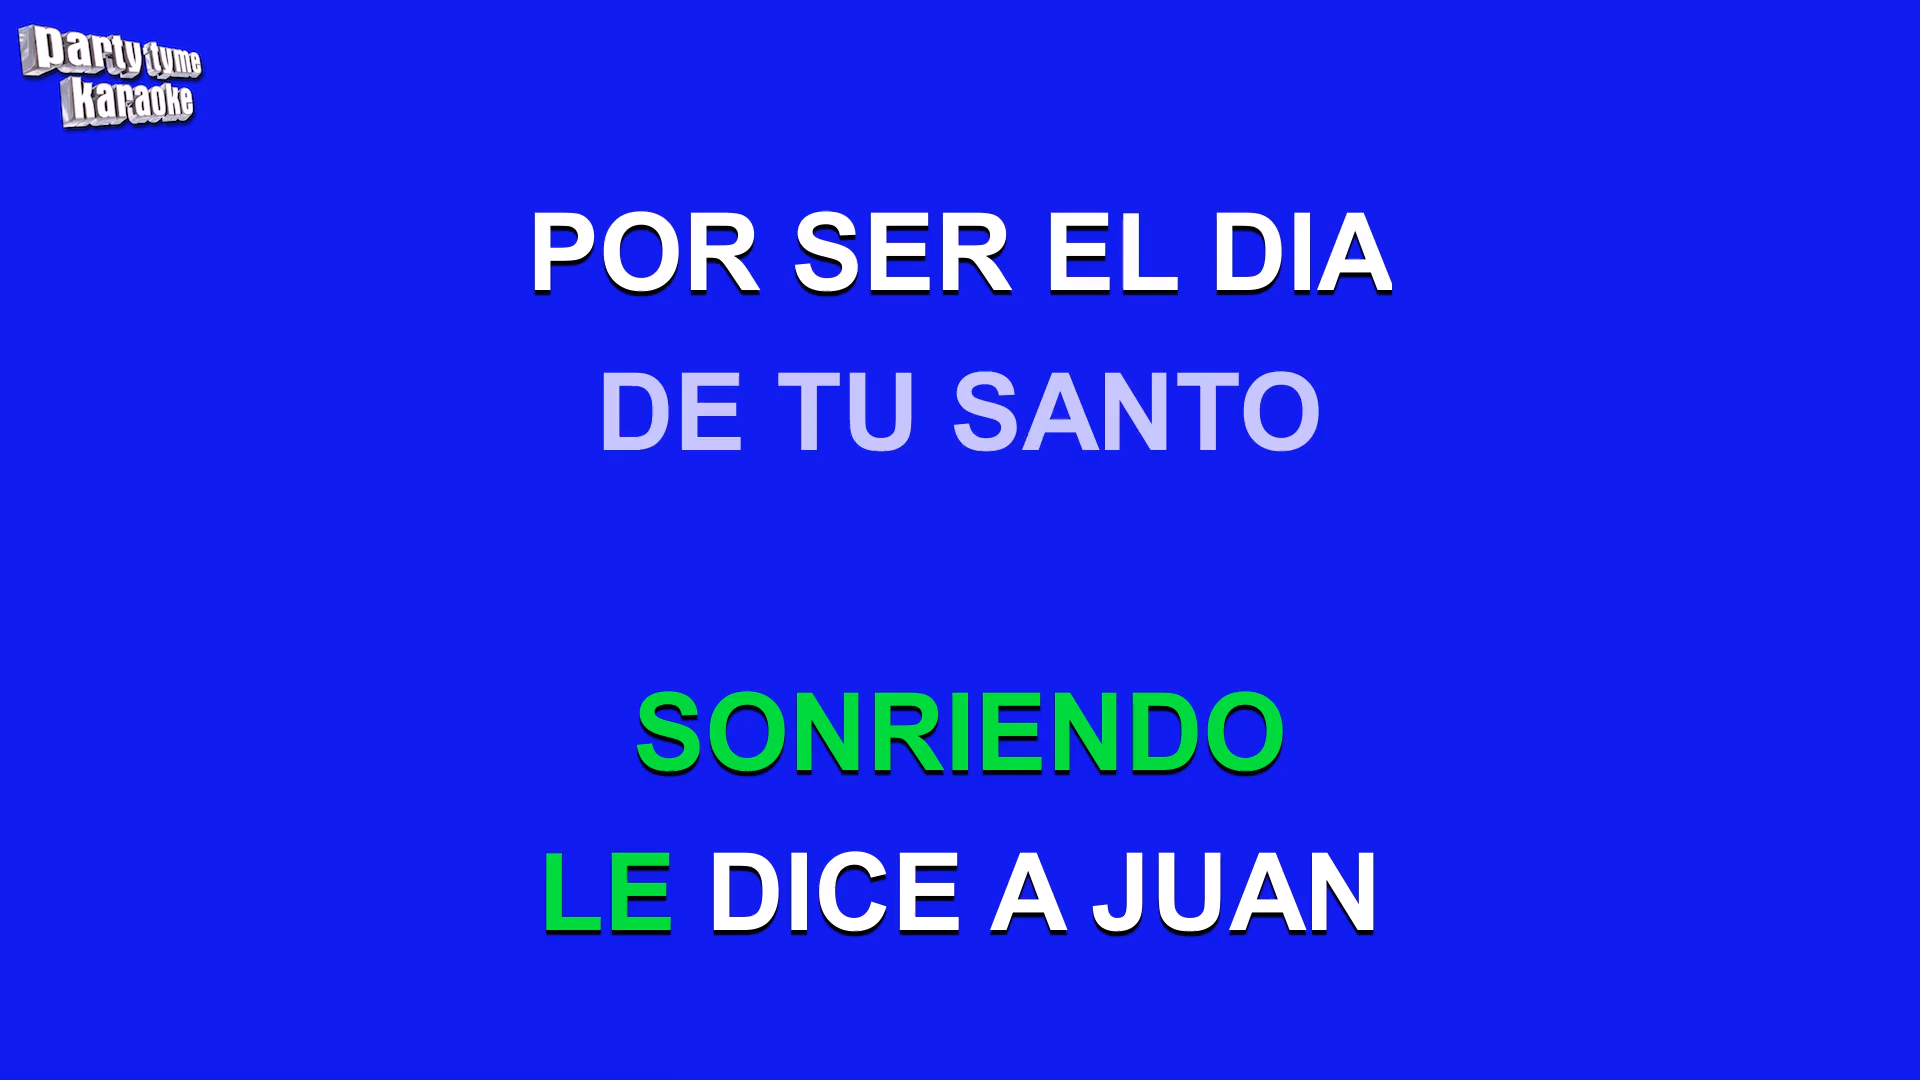 party tyme
karaoke
POR SER EL DIA
DE TU SANTO
SONRIENDO
LE DICE A JUAN